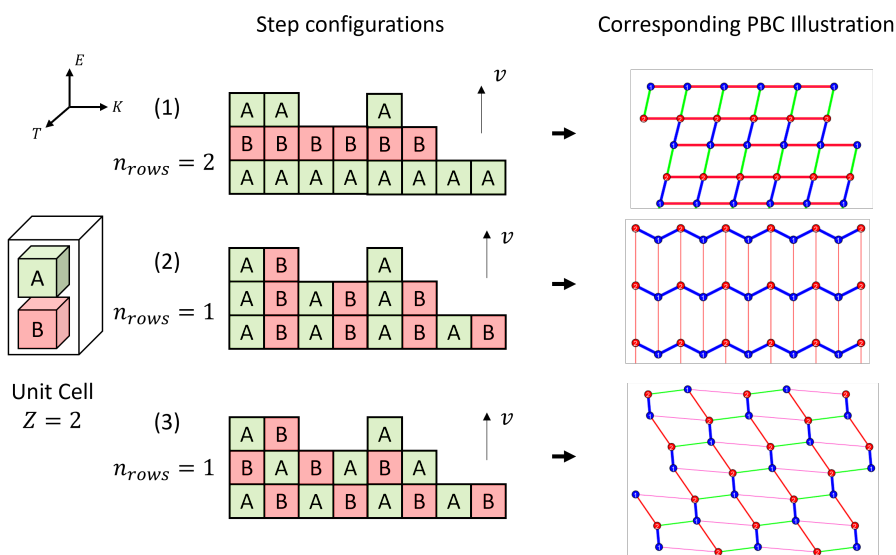 Step configurations
Corresponding PBC Illustration
E
K
T
(1)
n_rows = 2
A A A
B B B B B B
A A A A A A A A
v
(2)
n_rows = 1
A B A
A B A B A B
A B A B A B A B
v
A
B
Unit Cell
Z = 2
(3)
n_rows = 1
A B A
B A B A B A
A B A B A B A B
v